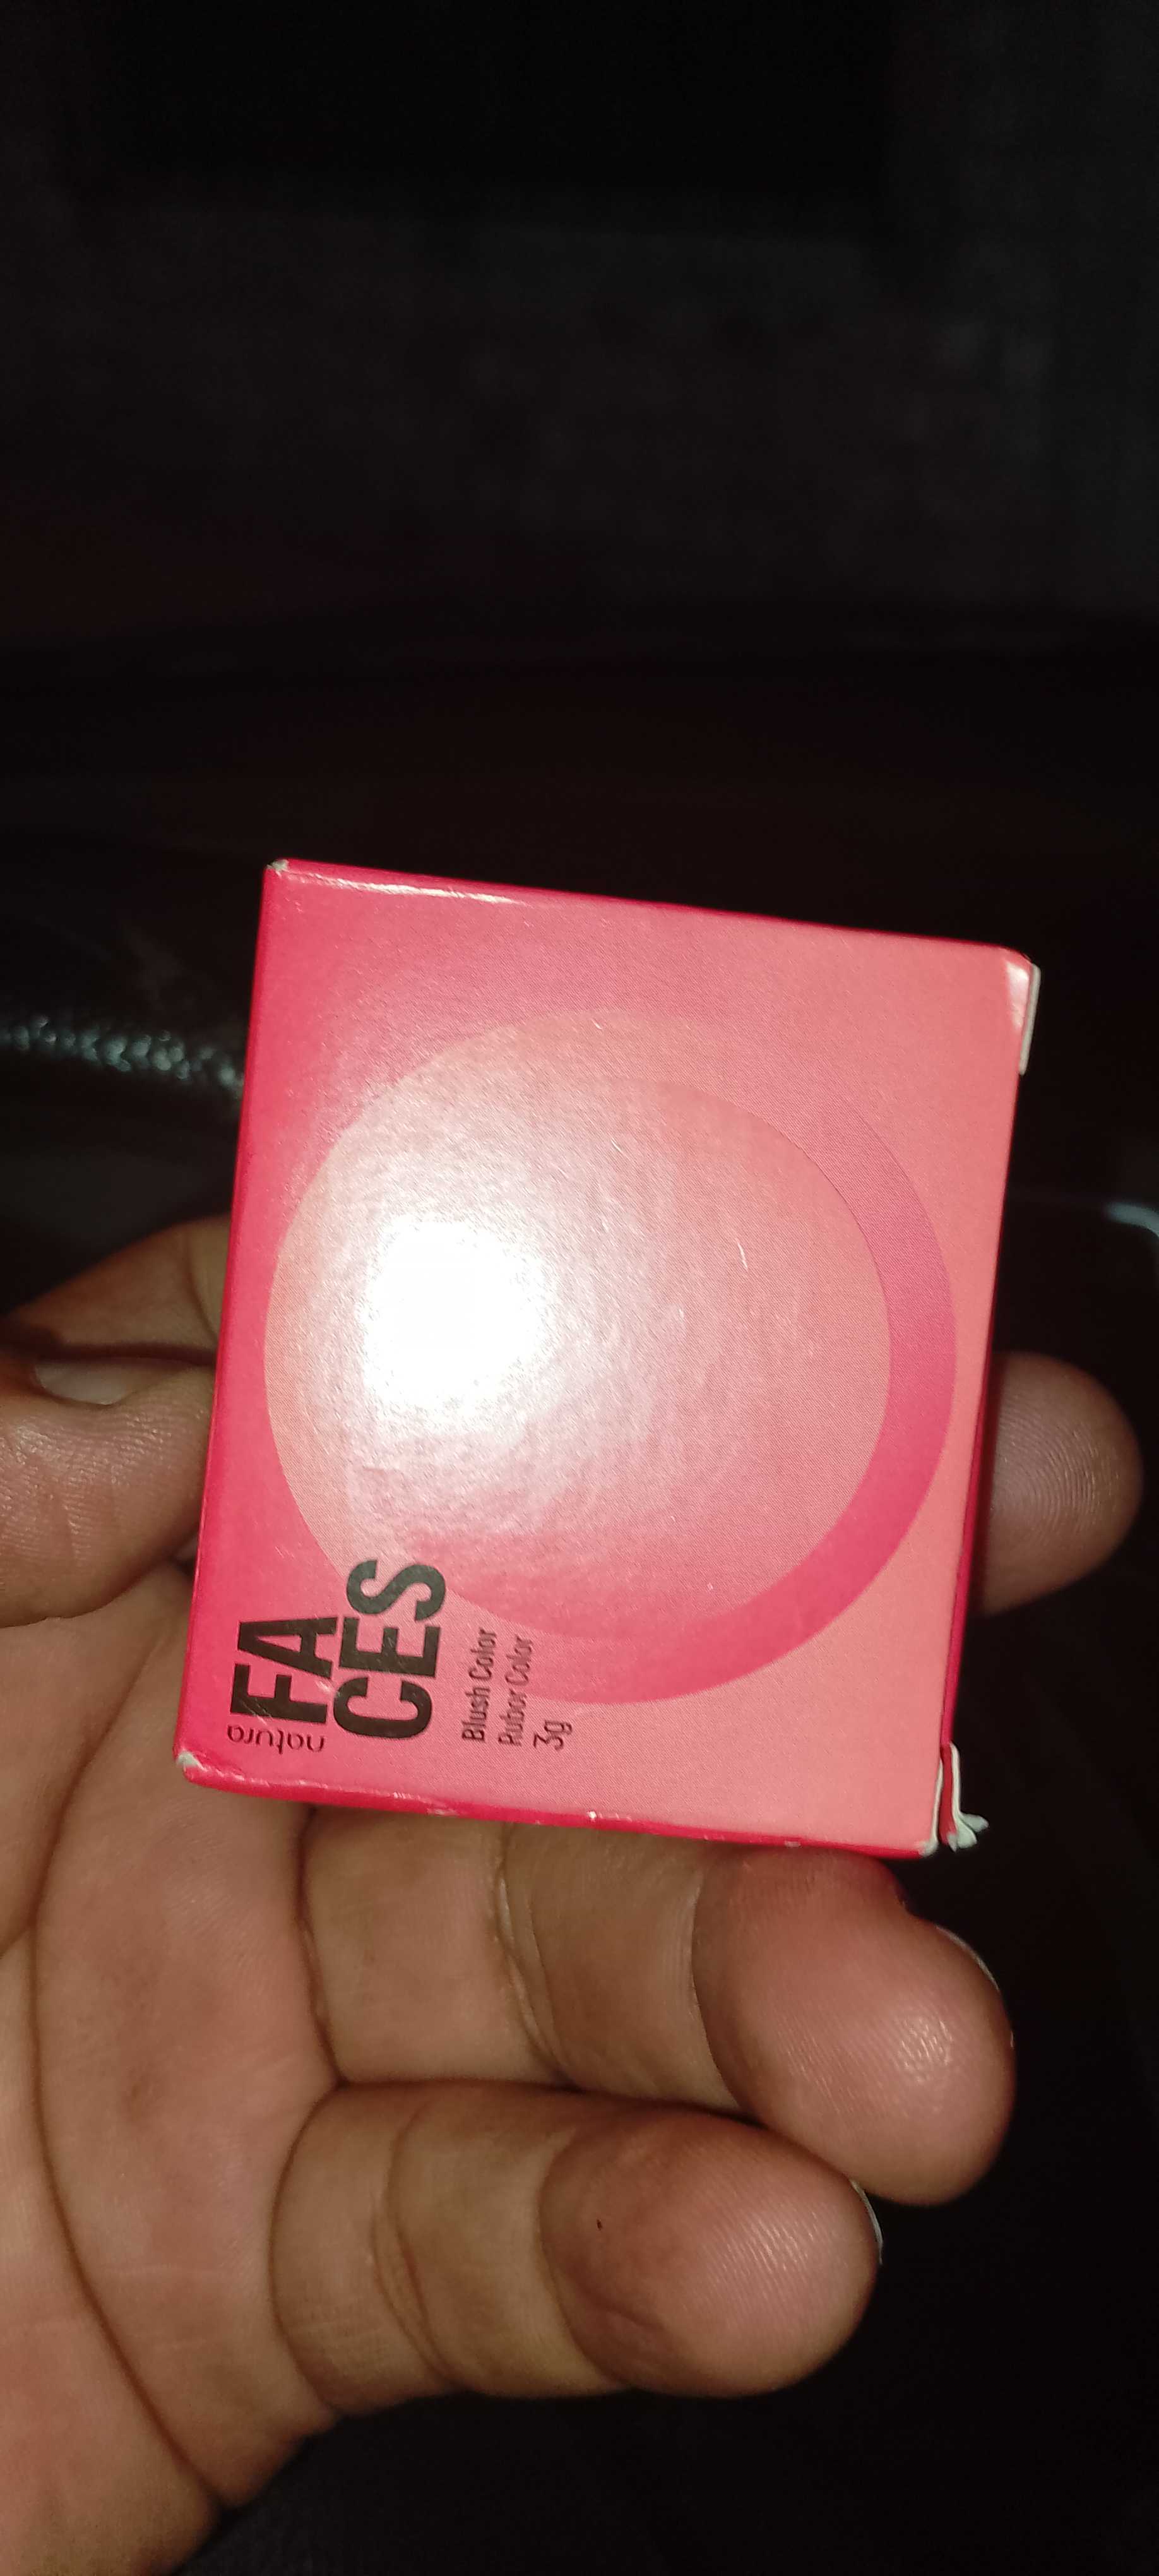 natura
FA
CES
Blush Color
Rubor Color
3g